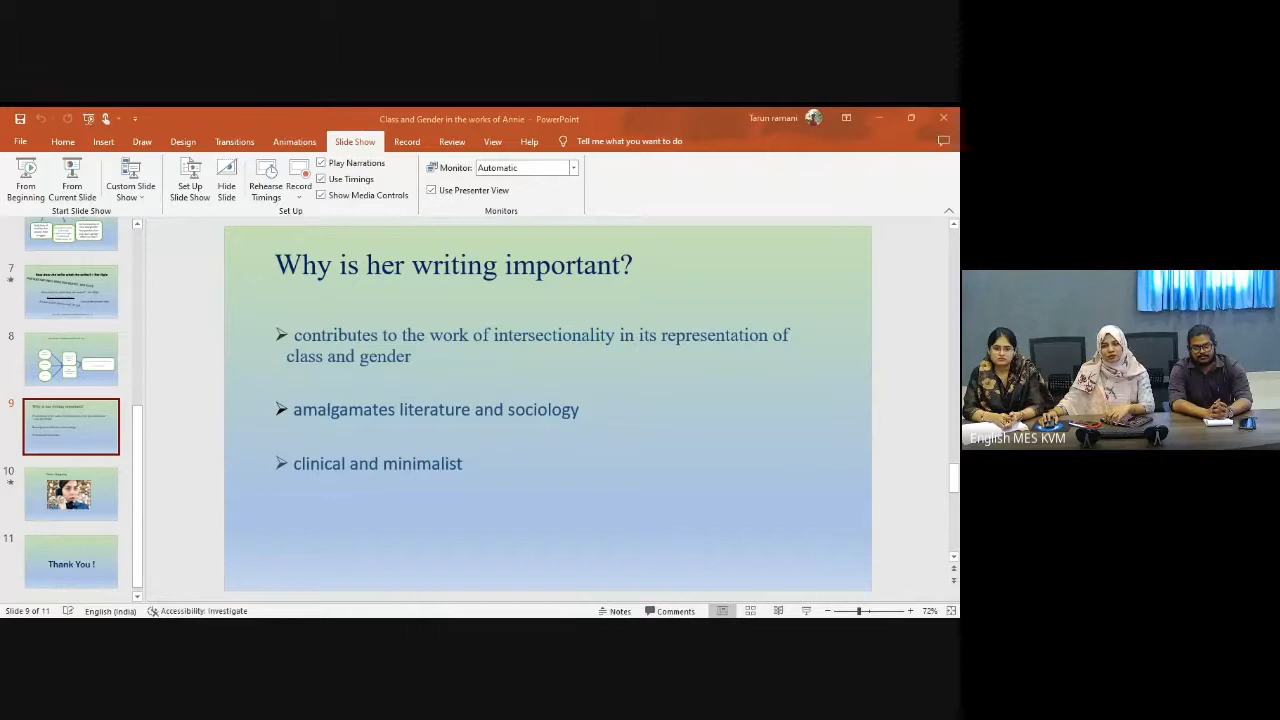 Class and Gender in the works of Annie - PowerPoint
Tarun ramani
File Home Insert Draw Design Transitions Animations Slide Show Record Review View Help Tell me what you want to do
From Beginning
From Current Slide
Custom Slide Show
Set Up Slide Show
Hide Slide
Rehearse Timings
Record
Play Narrations
Use Timings
Show Media Controls
Monitor: Automatic
Use Presenter View
Start Slide Show
Set Up
Monitors
7
8
9
10
11
Thank You !
Why is her writing important?
➢ contributes to the work of intersectionality in its representation of
class and gender
➢ amalgamates literature and sociology
➢ clinical and minimalist
English MES KVM
Slide 9 of 11
English (India)
Accessibility: Investigate
Notes
Comments
72%